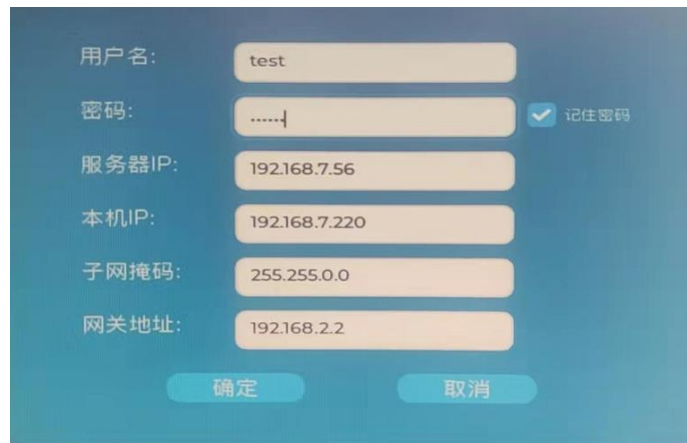 用户名: test
密码: ......
记住密码
服务器IP: 192.168.7.56
本机IP: 192.168.7.220
子网掩码: 255.255.0.0
网关地址: 192.168.2.2
确定 取消